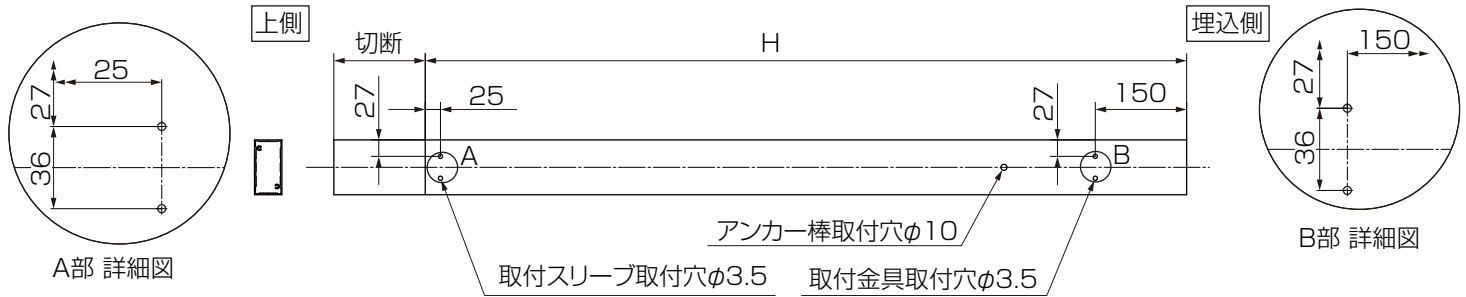 上側
埋込側
切断
H
25
27
36
A部 詳細図
27
25
A
27
150
B
アンカー棒取付穴φ10
取付スリーブ取付穴φ3.5
取付金具取付穴φ3.5
150
27
36
B部 詳細図